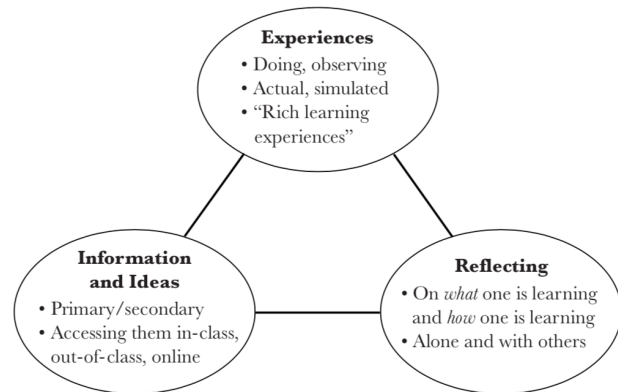 Experiences
• Doing, observing
• Actual, simulated
• “Rich learning
experiences”
Information
and Ideas
• Primary/secondary
• Accessing them in-class,
out-of-class, online
Reflecting
• On what one is learning
and how one is learning
• Alone and with others